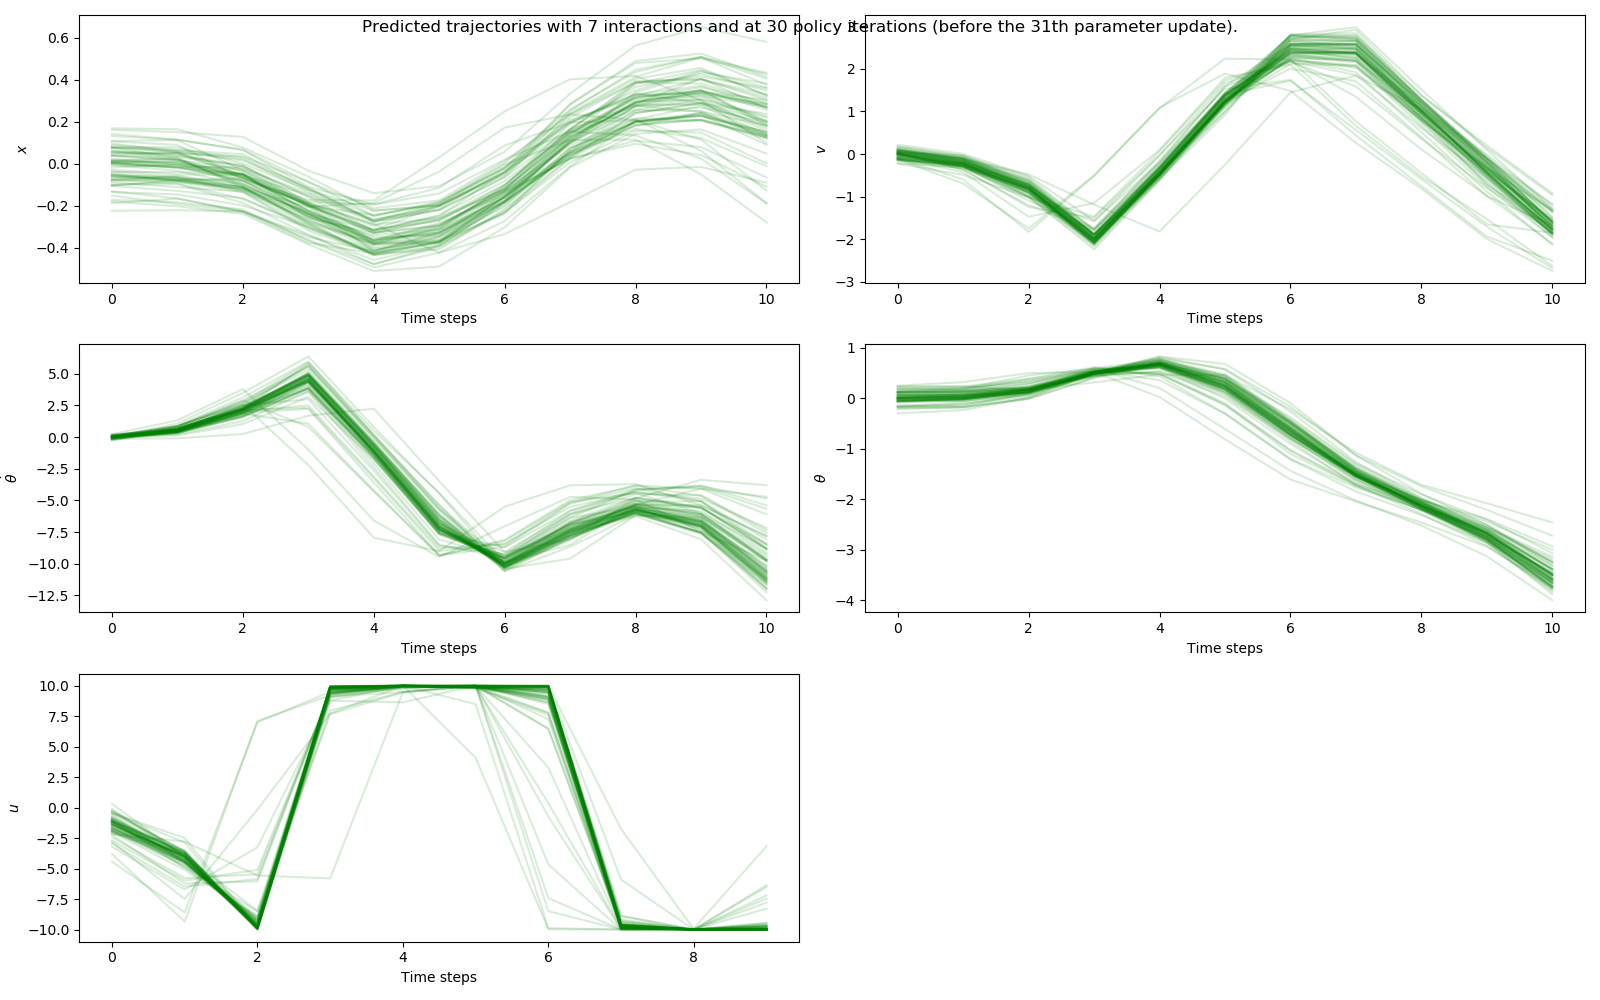 Predicted trajectories with 7 interactions and at 30 policy iterations (before the 31th parameter update).
0.6
0.4
0.2
0.0
−0.2
−0.4
x
0 2 4 6 8 10
Time steps
3
2
1
0
−1
−2
−3
v
0 2 4 6 8 10
Time steps
5.0
2.5
0.0
−2.5
−5.0
−7.5
−10.0
−12.5
θ̇
0 2 4 6 8 10
Time steps
1
0
−1
−2
−3
−4
θ
0 2 4 6 8 10
Time steps
10.0
7.5
5.0
2.5
0.0
−2.5
−5.0
−7.5
−10.0
u
0 2 4 6 8
Time steps